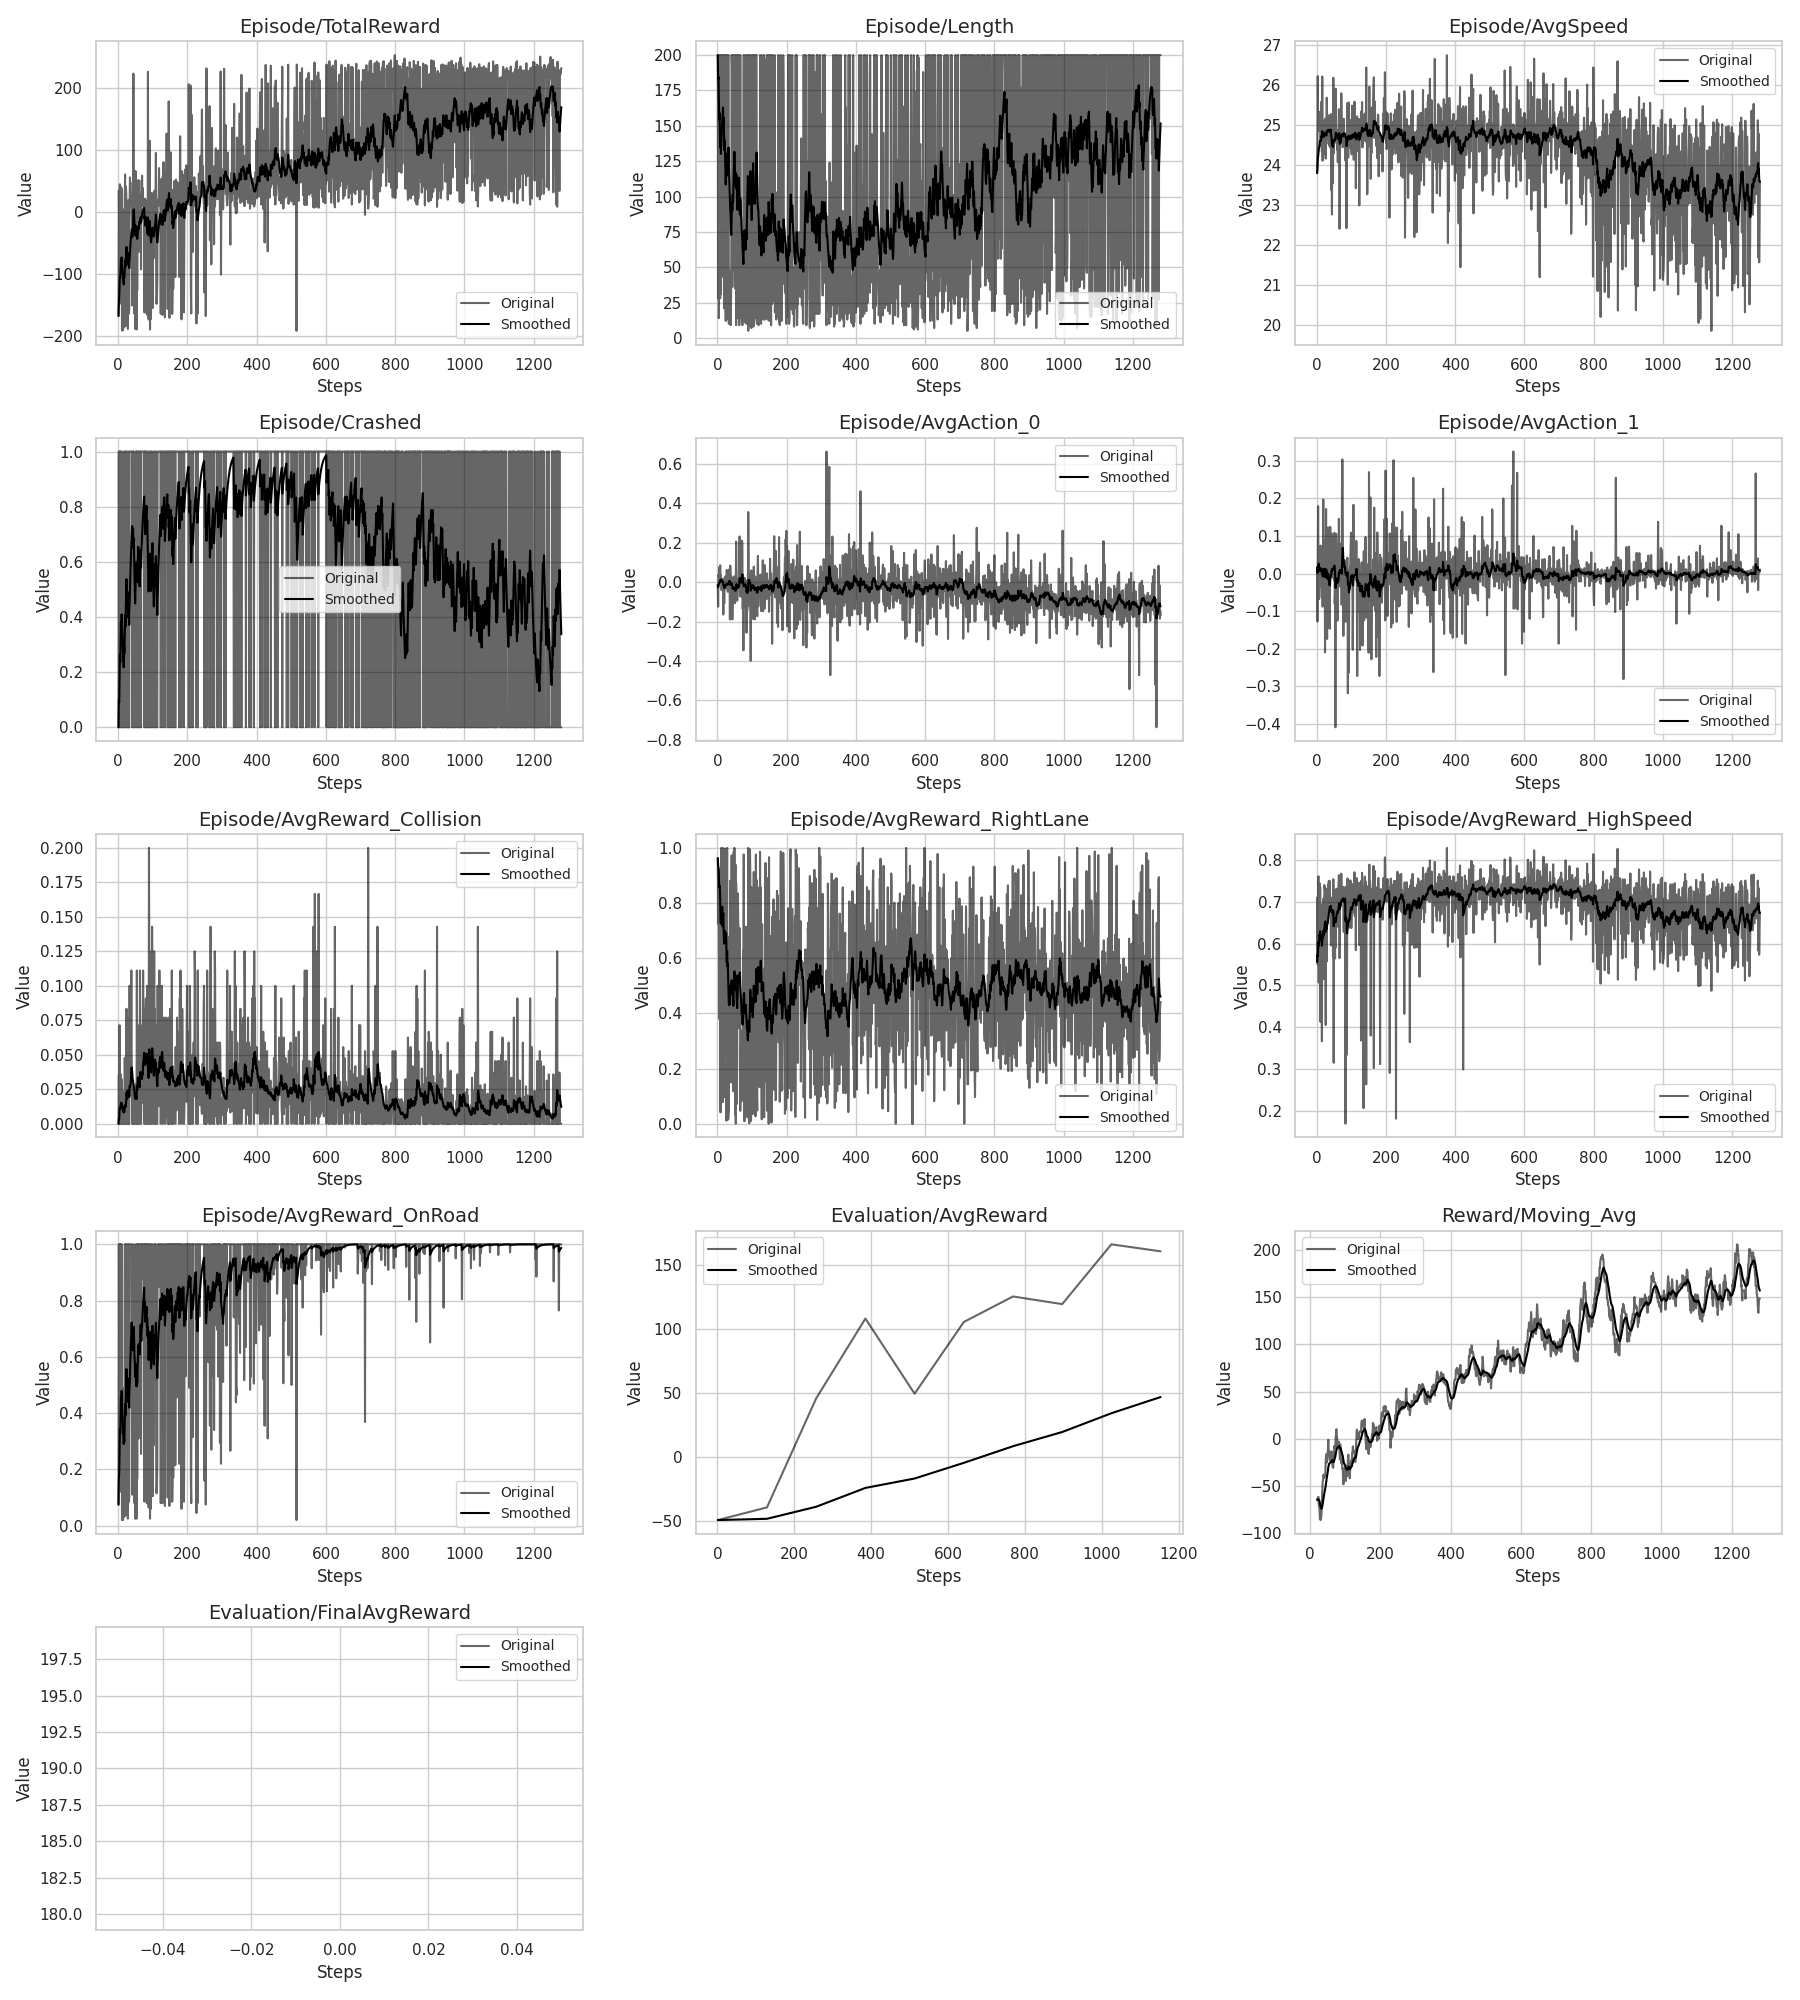 Episode/TotalReward
Value
200
100
0
−100
−200
Original
Smoothed
0 200 400 600 800 1000 1200
Steps
Episode/Length
Value
200
175
150
125
100
75
50
25
0
Original
Smoothed
0 200 400 600 800 1000 1200
Steps
Episode/AvgSpeed
Value
27
26
25
24
23
22
21
20
Original
Smoothed
0 200 400 600 800 1000 1200
Steps
Episode/Crashed
Value
1.0
0.8
0.6
0.4
0.2
0.0
Original
Smoothed
0 200 400 600 800 1000 1200
Steps
Episode/AvgAction_0
Value
0.6
0.4
0.2
0.0
−0.2
−0.4
−0.6
−0.8
Original
Smoothed
0 200 400 600 800 1000 1200
Steps
Episode/AvgAction_1
Value
0.3
0.2
0.1
0.0
−0.1
−0.2
−0.3
−0.4
Original
Smoothed
0 200 400 600 800 1000 1200
Steps
Episode/AvgReward_Collision
Value
0.200
0.175
0.150
0.125
0.100
0.075
0.050
0.025
0.000
Original
Smoothed
0 200 400 600 800 1000 1200
Steps
Episode/AvgReward_RightLane
Value
1.0
0.8
0.6
0.4
0.2
0.0
Original
Smoothed
0 200 400 600 800 1000 1200
Steps
Episode/AvgReward_HighSpeed
Value
0.8
0.7
0.6
0.5
0.4
0.3
0.2
Original
Smoothed
0 200 400 600 800 1000 1200
Steps
Episode/AvgReward_OnRoad
Value
1.0
0.8
0.6
0.4
0.2
0.0
Original
Smoothed
0 200 400 600 800 1000 1200
Steps
Evaluation/AvgReward
Value
150
100
50
0
−50
Original
Smoothed
0 200 400 600 800 1000 1200
Steps
Reward/Moving_Avg
Value
200
150
100
50
0
−50
−100
Original
Smoothed
0 200 400 600 800 1000 1200
Steps
Evaluation/FinalAvgReward
Value
197.5
195.0
192.5
190.0
187.5
185.0
182.5
180.0
Original
Smoothed
−0.04 −0.02 0.00 0.02 0.04
Steps